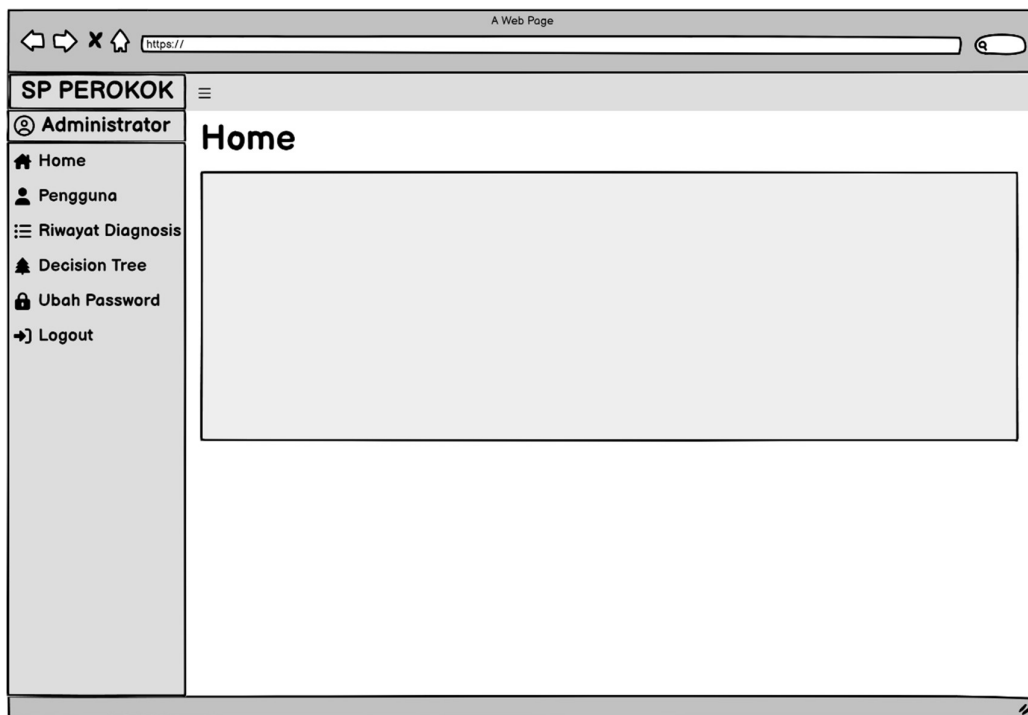 A Web Page
https://
SP PEROKOK
Administrator
Home
Home
Pengguna
Riwayat Diagnosis
Decision Tree
Ubah Password
Logout